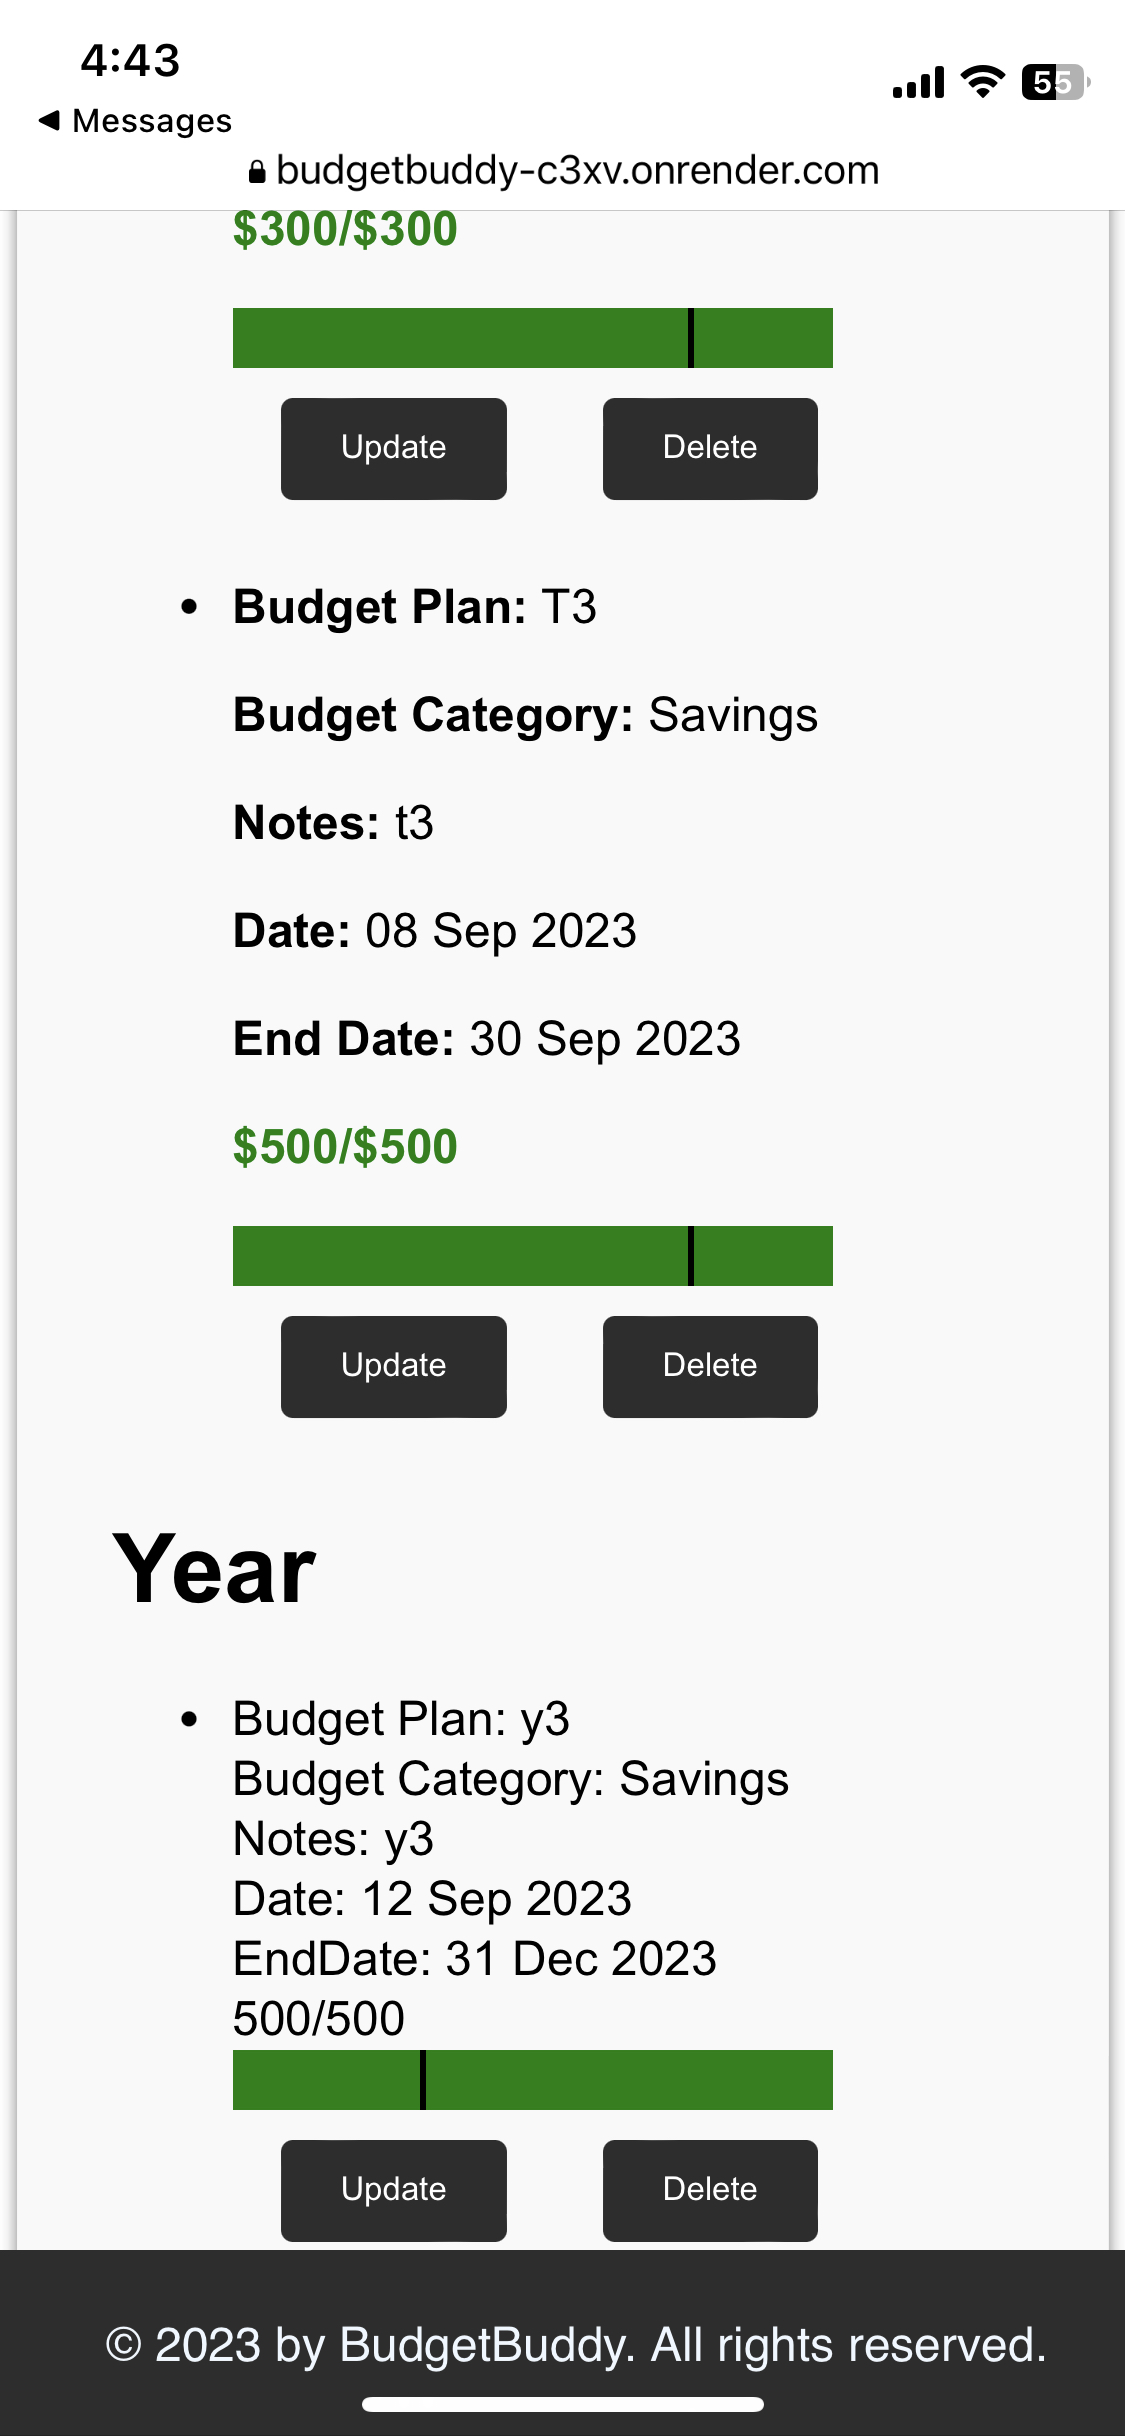 4:43
55
◀ Messages
budgetbuddy-c3xv.onrender.com
$300/$300
Update Delete
• Budget Plan: T3
Budget Category: Savings
Notes: t3
Date: 08 Sep 2023
End Date: 30 Sep 2023
$500/$500
Update Delete
Year
• Budget Plan: y3
Budget Category: Savings
Notes: y3
Date: 12 Sep 2023
EndDate: 31 Dec 2023
500/500
Update Delete
© 2023 by BudgetBuddy. All rights reserved.